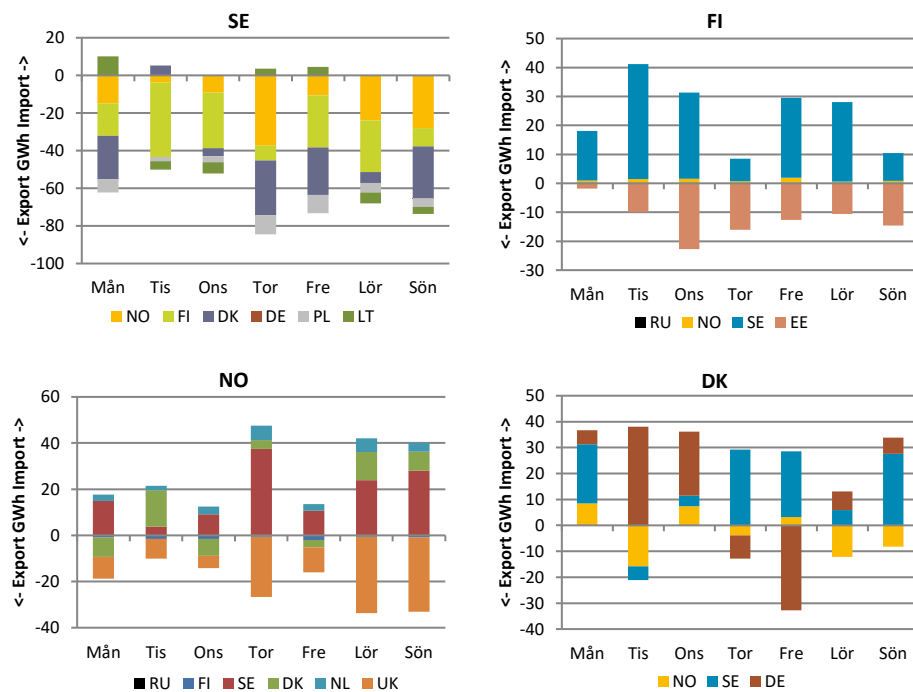 SE
<- Export GWh Import ->
20
0
-20
-40
-60
-80
-100
Mån Tis Ons Tor Fre Lör Sön
NO FI DK DE PL LT
FI
<- Export GWh Import ->
50
40
30
20
10
0
-10
-20
-30
Mån Tis Ons Tor Fre Lör Sön
RU NO SE EE
NO
<- Export GWh Import ->
60
40
20
0
-20
-40
Mån Tis Ons Tor Fre Lör Sön
RU FI SE DK NL UK
DK
<- Export GWh Import ->
50
40
30
20
10
0
-10
-20
-30
-40
Mån Tis Ons Tor Fre Lör Sön
NO SE DE